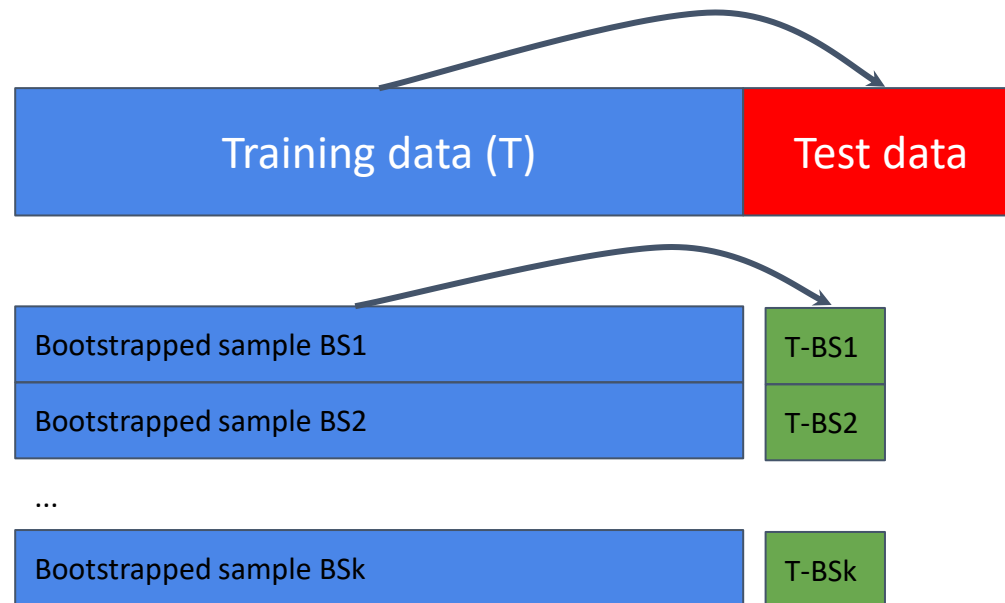 Training data (T)
Test data
Bootstrapped sample BS1
T-BS1
Bootstrapped sample BS2
T-BS2
...
Bootstrapped sample BSk
T-BSk